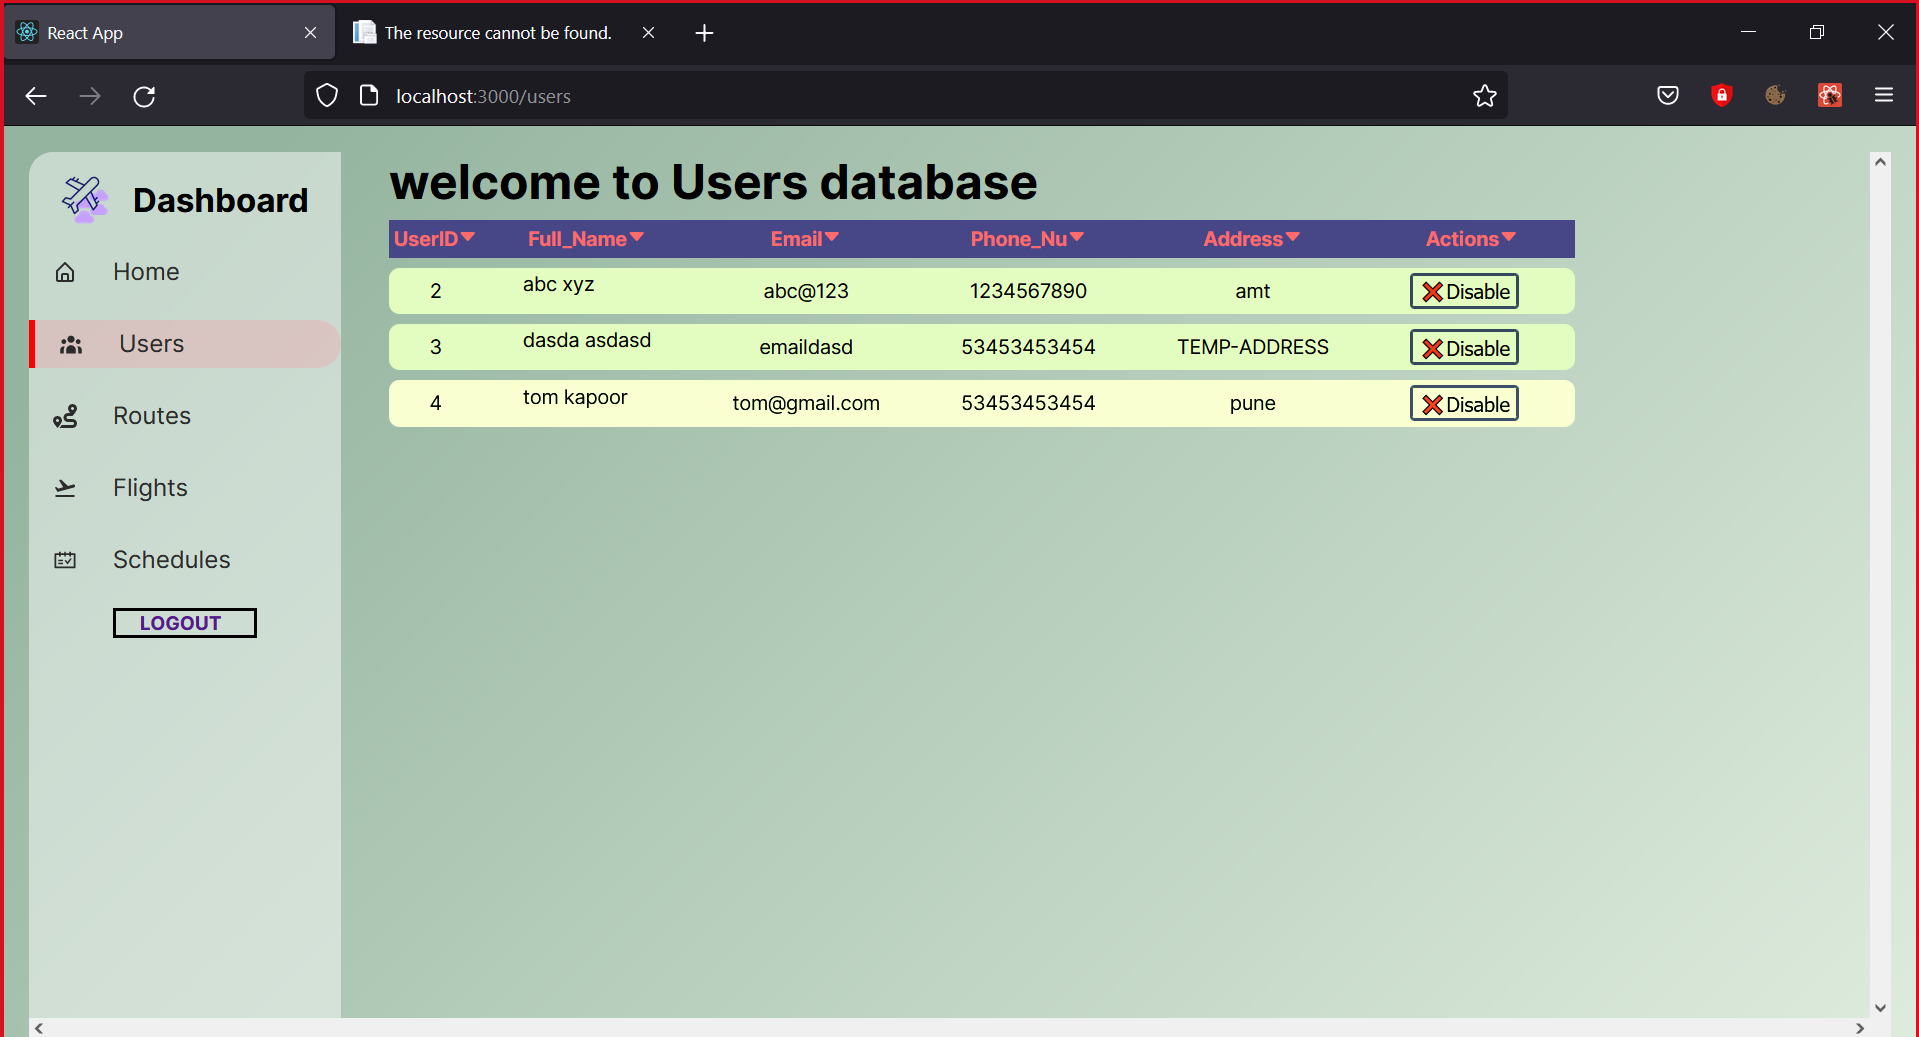 React App
The resource cannot be found.
localhost:3000/users
Dashboard
Home
Users
Routes
Flights
Schedules
LOGOUT
welcome to Users database
UserID Full_Name Email Phone_Nu Address Actions
2 abc xyz abc@123 1234567890 amt Disable
3 dasda asdasd emaildasd 53453453454 TEMP-ADDRESS Disable
4 tom kapoor tom@gmail.com 53453453454 pune Disable